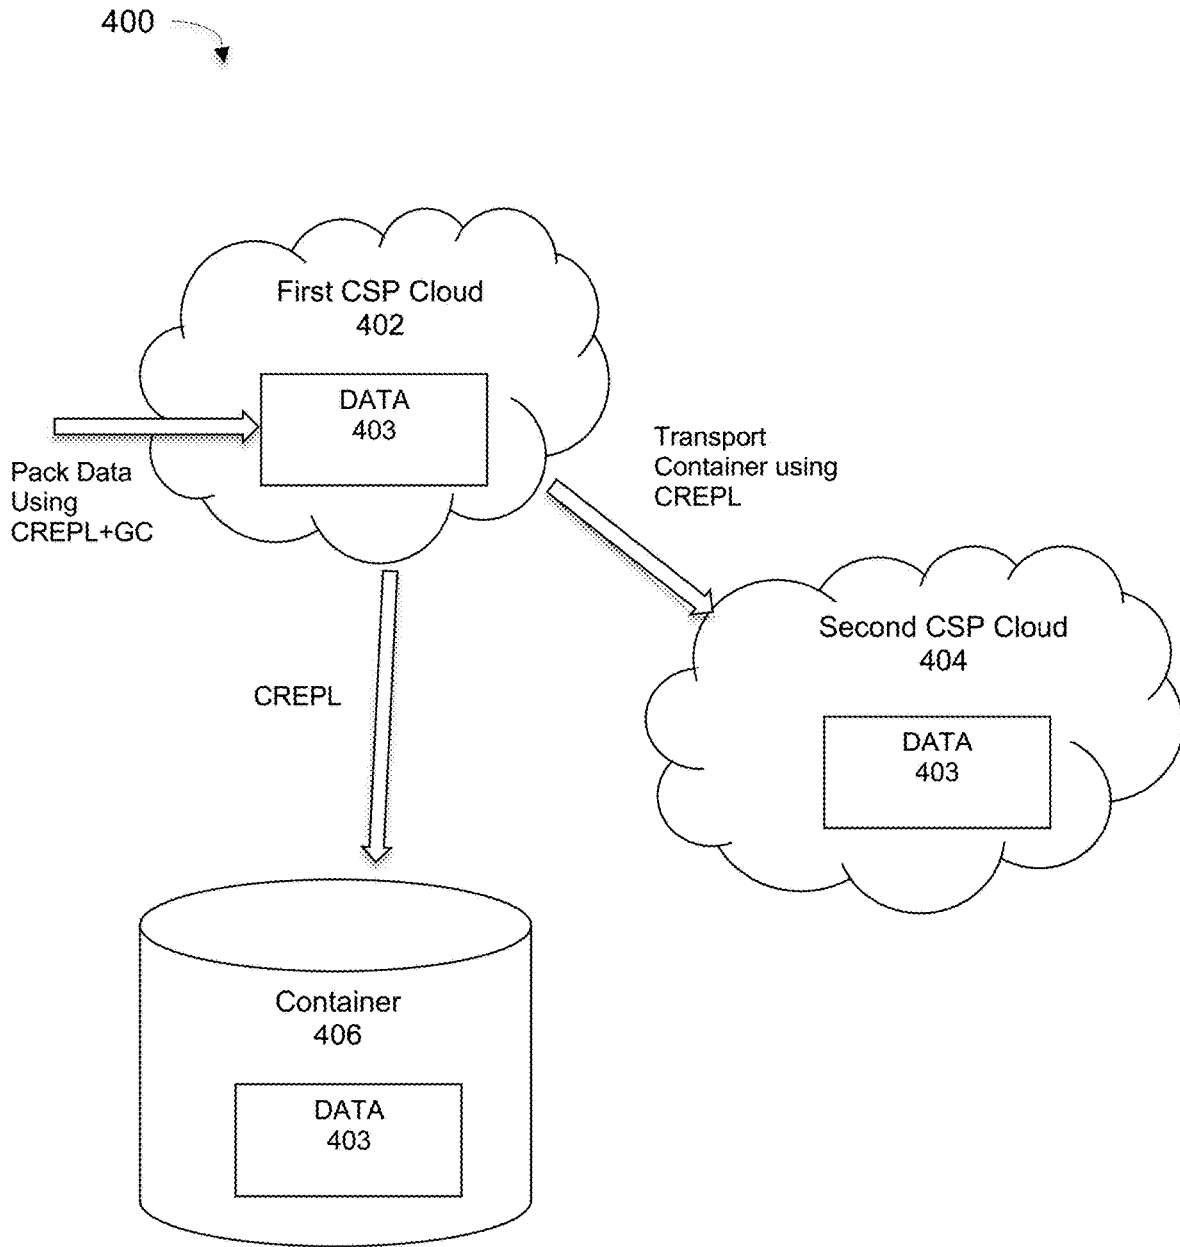 400
First CSP Cloud
402
DATA
403
Pack Data
Using
CREPL+GC
Transport
Container using
CREPL
Second CSP Cloud
404
DATA
403
CREPL
Container
406
DATA
403